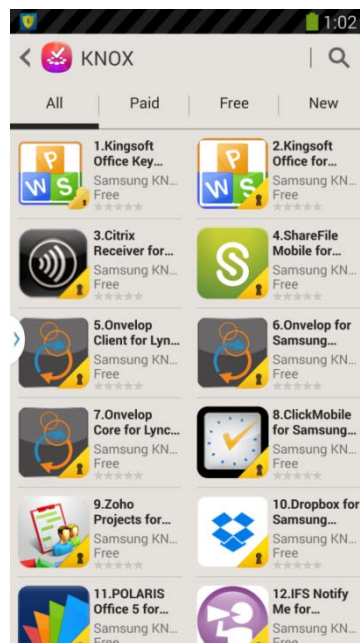 1:02
KNOX
All Paid Free New
1.Kingsoft
Office Key...
Samsung KN...
Free
2.Kingsoft
Office for...
Samsung KN...
Free
3.Citrix
Receiver for...
Samsung KN...
Free
4.ShareFile
Mobile for...
Samsung KN...
Free
5.Onvelop
Client for Lyn...
Samsung KN...
Free
6.Onvelop for
Samsung...
Samsung KN...
Free
7.Onvelop
Core for Lync...
Samsung KN...
Free
8.ClickMobile
for Samsung...
Samsung KN...
Free
9.Zoho
Projects for...
Samsung KN...
Free
10.Dropbox for
Samsung...
Samsung KN...
Free
11.POLARIS
Office 5 for...
Samsung KN...
Free
12.IFS Notify
Me for...
Samsung KN...
Free
P
W S
P
W S
S